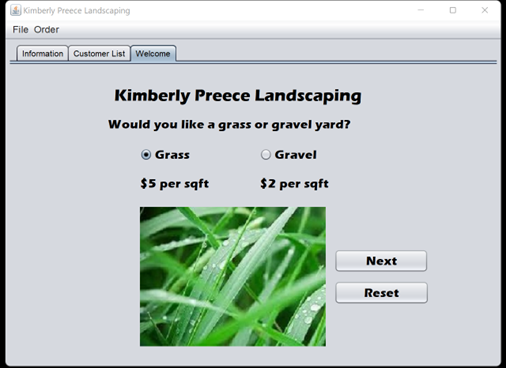 Kimberly Preece Landscaping
File Order
Information Customer List Welcome
Kimberly Preece Landscaping
Would you like a grass or gravel yard?
Grass Gravel
$5 per sqft $2 per sqft
Next
Reset